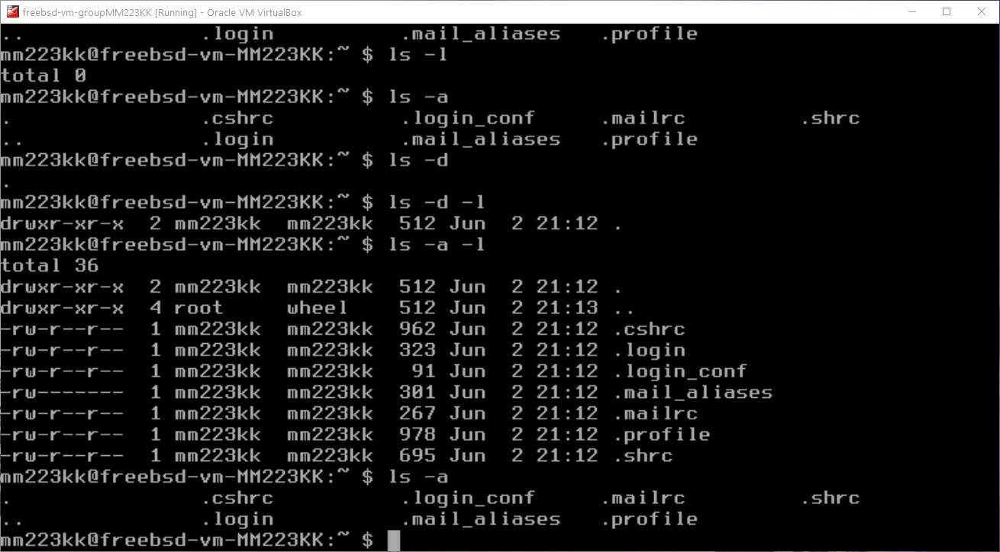 freebsd-vm-groupMM223KK [Running] - Oracle VM VirtualBox
..               .login           .mail_aliases    .profile
mm223kk@freebsd-vm-MM223KK:~ $ ls -l
total 0
mm223kk@freebsd-vm-MM223KK:~ $ ls -a
.                .cshrc           .login_conf      .mailrc          .shrc
..               .login           .mail_aliases    .profile
mm223kk@freebsd-vm-MM223KK:~ $ ls -d
.
mm223kk@freebsd-vm-MM223KK:~ $ ls -d -l
drwxr-xr-x  2 mm223kk  mm223kk  512 Jun  2 21:12 .
mm223kk@freebsd-vm-MM223KK:~ $ ls -a -l
total 36
drwxr-xr-x  2 mm223kk  mm223kk  512 Jun  2 21:12 .
drwxr-xr-x  4 root     wheel    512 Jun  2 21:13 ..
-rw-r--r--  1 mm223kk  mm223kk  962 Jun  2 21:12 .cshrc
-rw-r--r--  1 mm223kk  mm223kk  323 Jun  2 21:12 .login
-rw-r--r--  1 mm223kk  mm223kk   91 Jun  2 21:12 .login_conf
-rw-------  1 mm223kk  mm223kk  301 Jun  2 21:12 .mail_aliases
-rw-r--r--  1 mm223kk  mm223kk  267 Jun  2 21:12 .mailrc
-rw-r--r--  1 mm223kk  mm223kk  978 Jun  2 21:12 .profile
-rw-r--r--  1 mm223kk  mm223kk  695 Jun  2 21:12 .shrc
mm223kk@freebsd-vm-MM223KK:~ $ ls -a
.                .cshrc           .login_conf      .mailrc          .shrc
..               .login           .mail_aliases    .profile
mm223kk@freebsd-vm-MM223KK:~ $